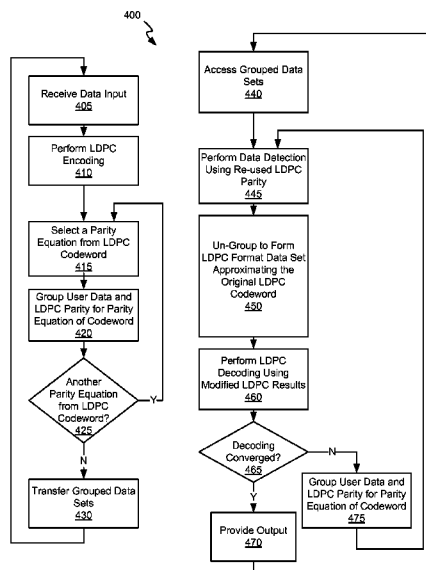 400
Receive Data Input
405
Perform LDPC
Encoding
410
Select a Parity
Equation from LDPC
Codeword
415
Group User Data and
LDPC Parity for Parity
Equation of Codeword
420
Another
Parity Equation
from LDPC
Codeword?
425
Y
N
Transfer Grouped Data
Sets
430
Access Grouped Data
Sets
440
Perform Data Detection
Using Re-used LDPC
Parity
445
Un-Group to Form
LDPC Format Data Set
Approximating the
Original LDPC
Codeword
450
Perform LDPC
Decoding Using
Modified LDPC Results
460
Decoding
Converged?
465
N
Y
Group User Data and
LDPC Parity for Parity
Equation of Codeword
475
Provide Output
470